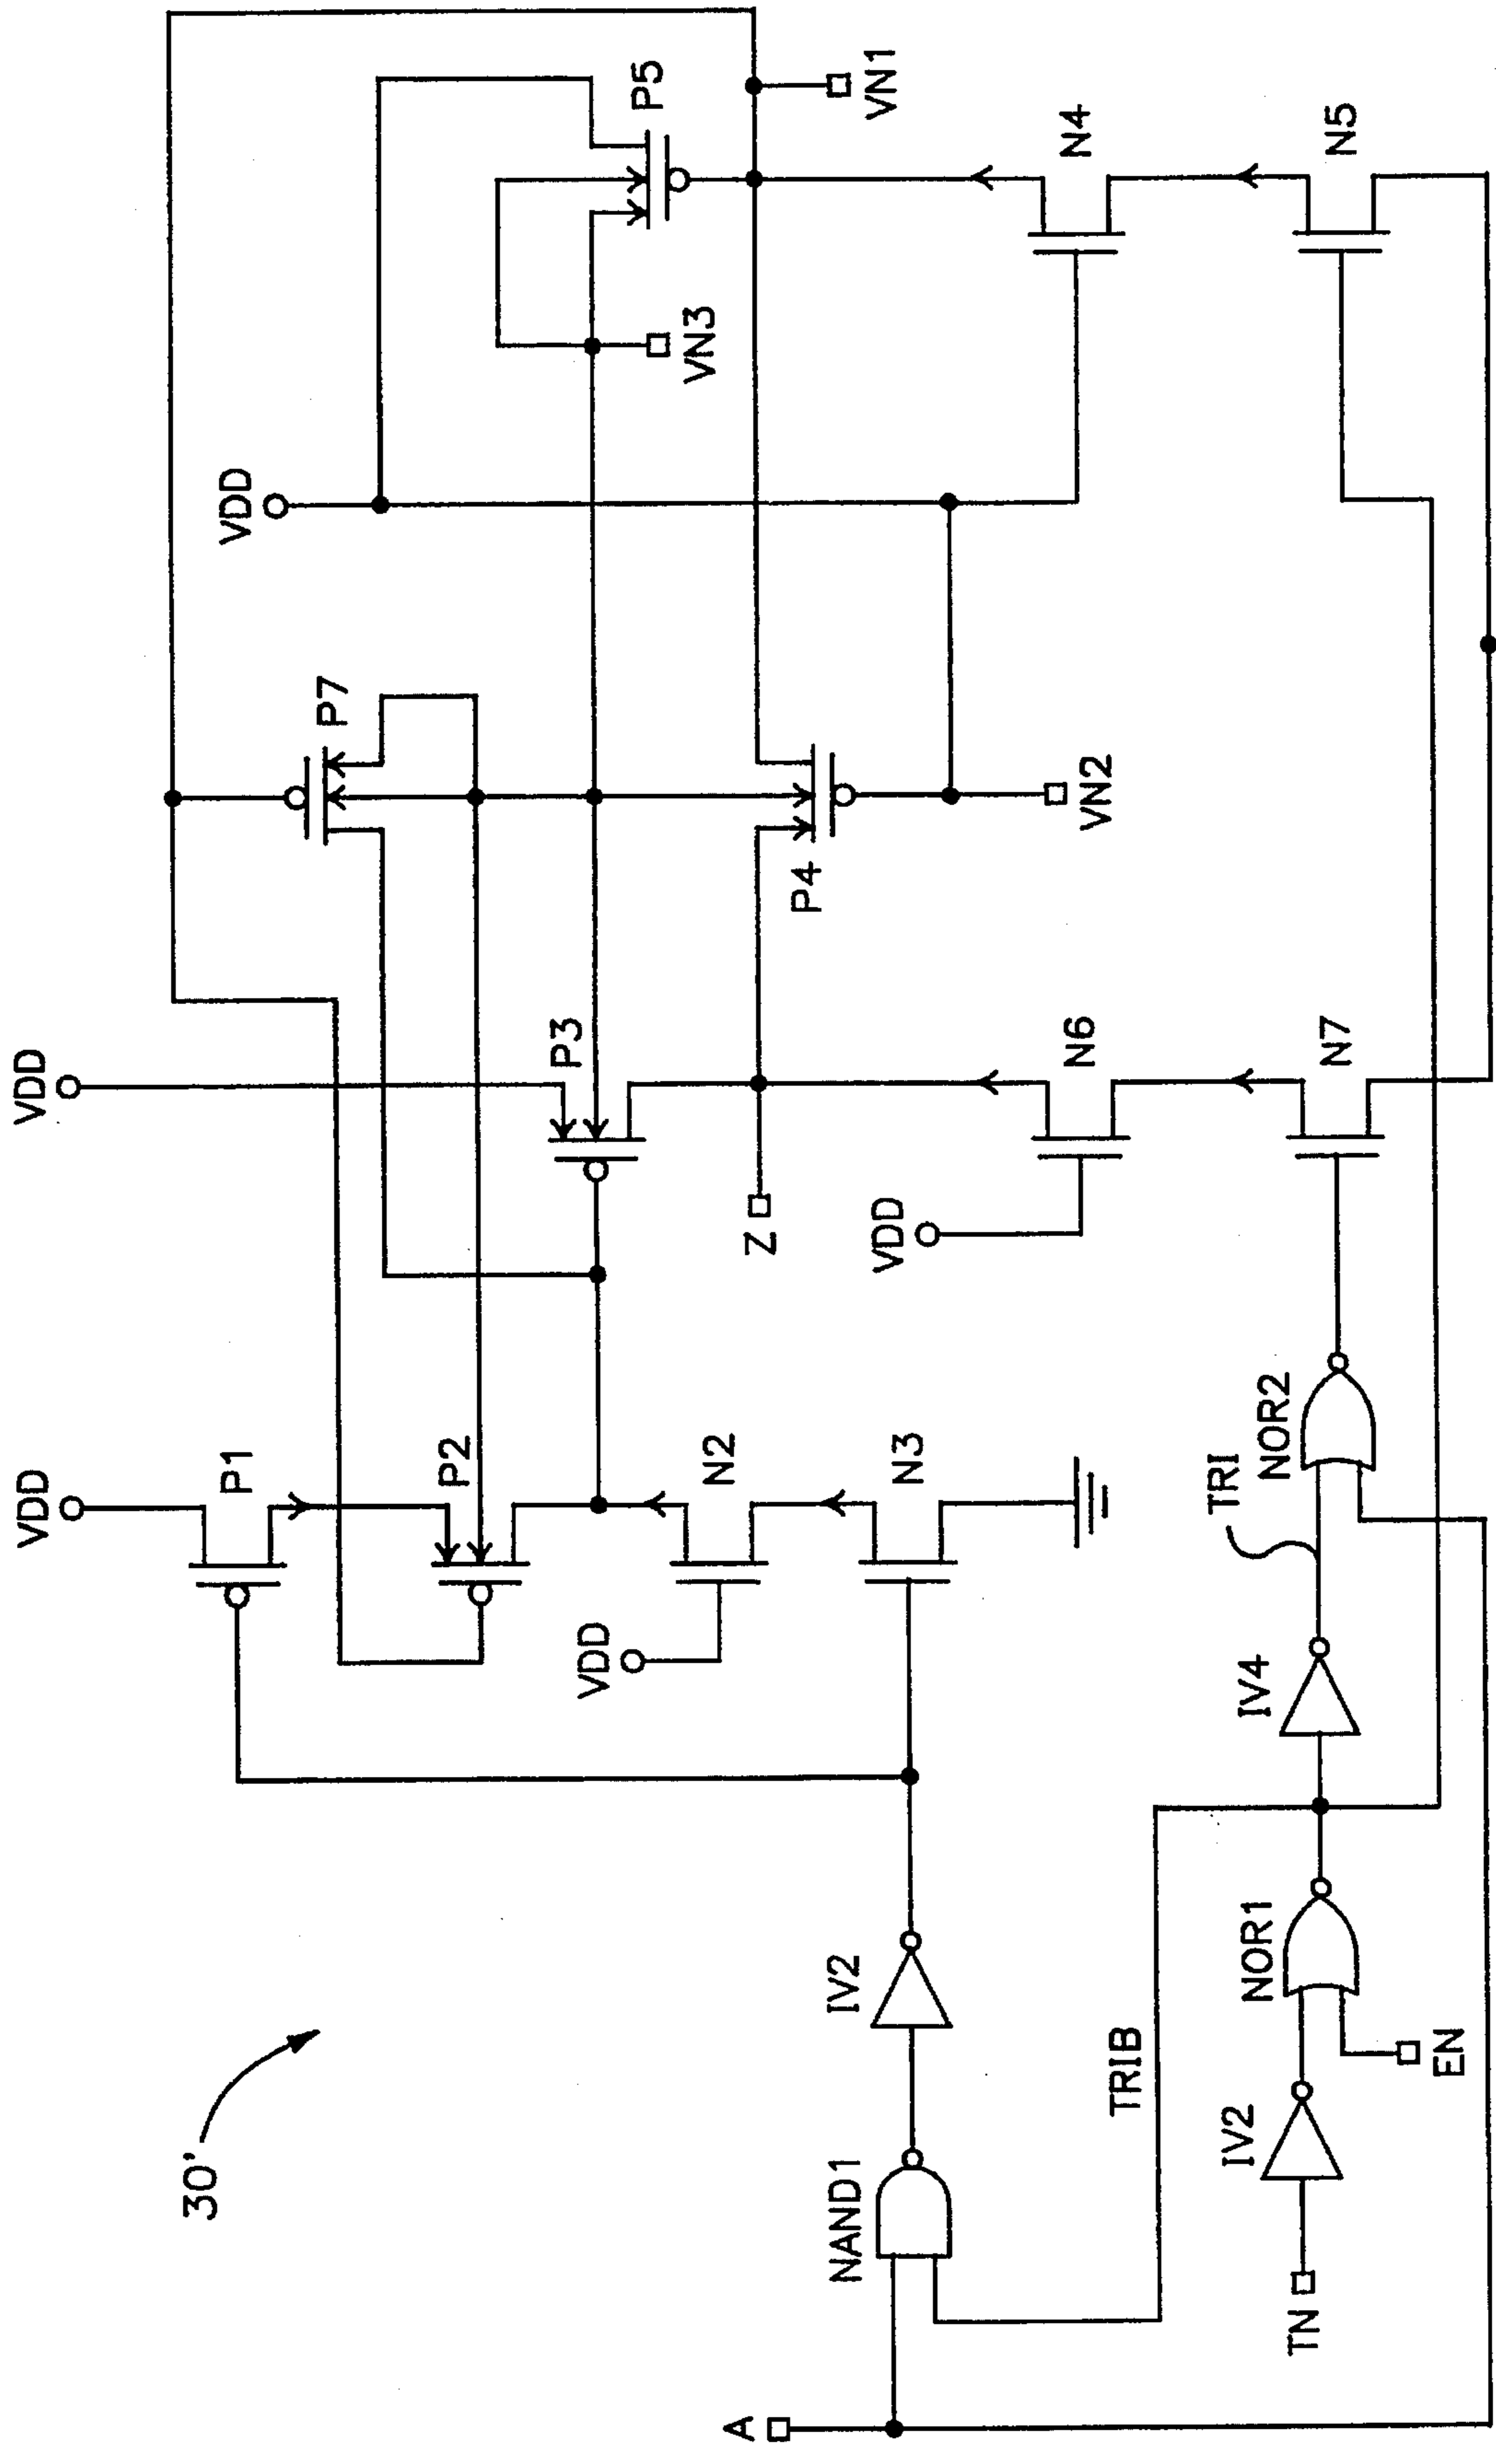 30'
VDD
VDD
P1
P7
VDD
P5
P2
P3
VN3
VDD
N2
Z
P4
VN1
A
NAND1
IV2
N3
VDD
N6
VN2
N4
TRIB
IV2
NOR1
IV4
TRI
NOR2
N7
N5
TN
EN